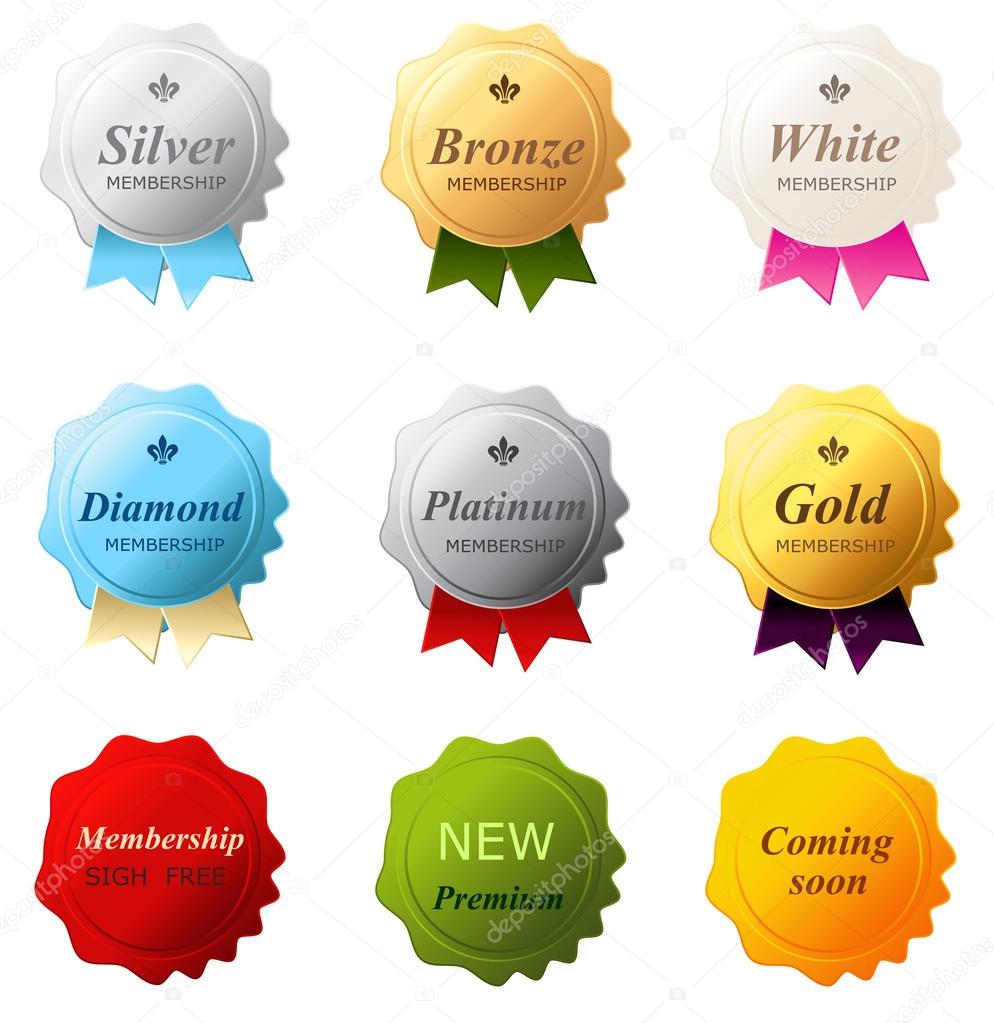 Silver
MEMBERSHIP
Bronze
MEMBERSHIP
White
MEMBERSHIP
Diamond
MEMBERSHIP
Platinum
MEMBERSHIP
Gold
MEMBERSHIP
Membership
SIGH FREE
NEW
Premium
Coming
soon
depositphotos